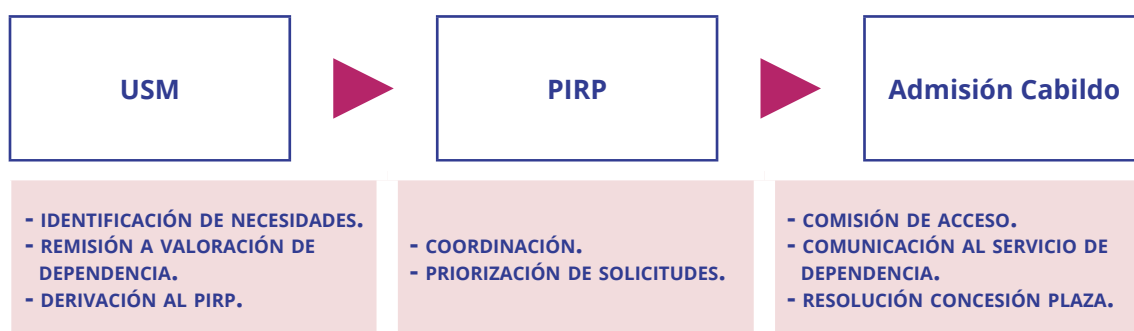 USM
PIRP
Admisión Cabildo
- IDENTIFICACIÓN DE NECESIDADES.
- REMISIÓN A VALORACIÓN DE
DEPENDENCIA.
- DERIVACIÓN AL PIRP.
- COORDINACIÓN.
- PRIORIZACIÓN DE SOLICITUDES.
- COMISIÓN DE ACCESO.
- COMUNICACIÓN AL SERVICIO DE
DEPENDENCIA.
- RESOLUCIÓN CONCESIÓN PLAZA.